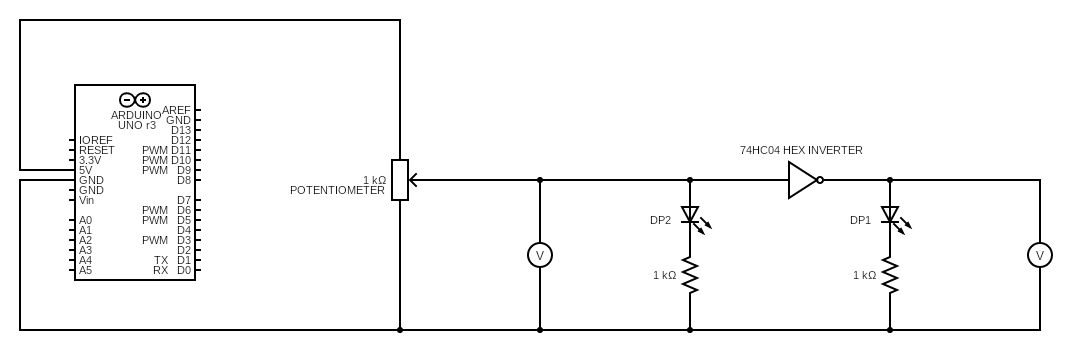 ARDUINO
UNO r3
AREF
GND
D13
D12
IOREF
RESET
PWM D11
3.3V
PWM D10
5V
PWM D9
GND
D8
GND
Vin
D7
PWM D6
A0
PWM D5
A1
D4
A2
PWM D3
A3
D2
A4
TX D1
A5
RX D0
1 kΩ
POTENTIOMETER
V
DP2
1 kΩ
74HC04 HEX INVERTER
DP1
1 kΩ
V